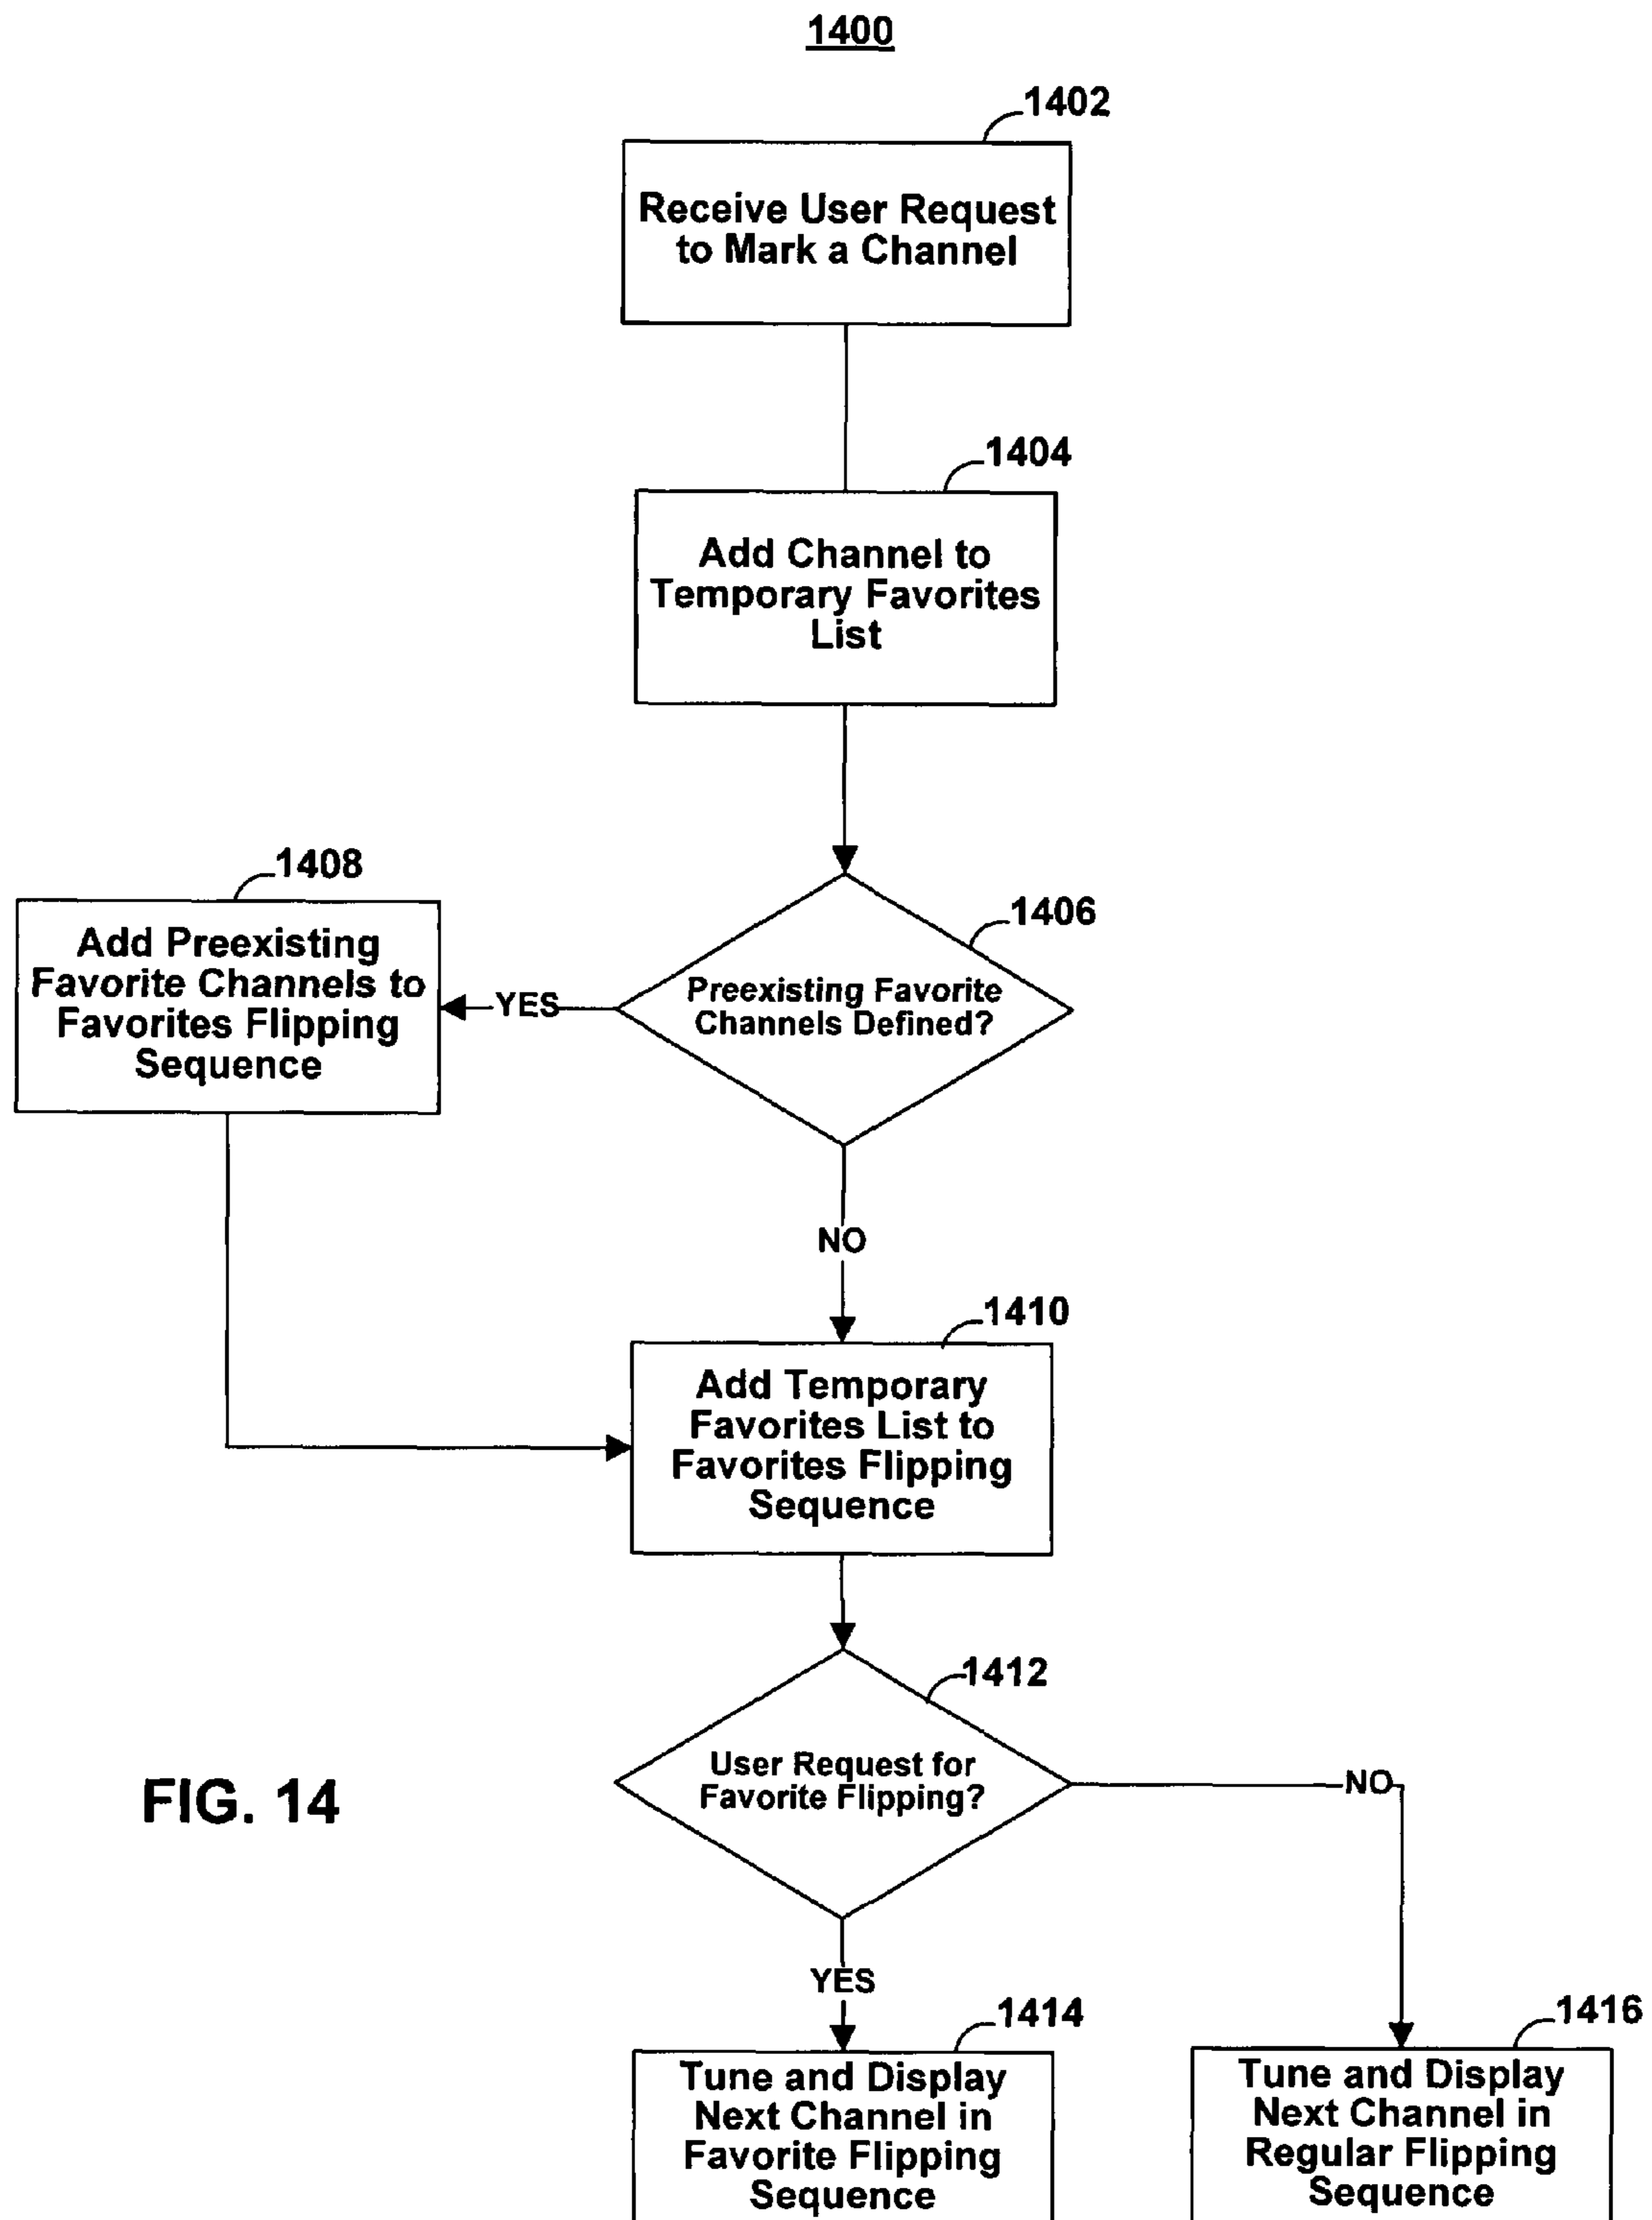 1400
1402
Receive User Request
to Mark a Channel
1404
Add Channel to
Temporary Favorites
List
1408
Add Preexisting
Favorite Channels to
Favorites Flipping
Sequence
YES
1406
Preexisting Favorite
Channels Defined?
NO
1410
Add Temporary
Favorites List to
Favorites Flipping
Sequence
1412
User Request for
Favorite Flipping?
NO
FIG. 14
YES
1414
Tune and Display
Next Channel in
Favorite Flipping
Sequence
1416
Tune and Display
Next Channel in
Regular Flipping
Sequence